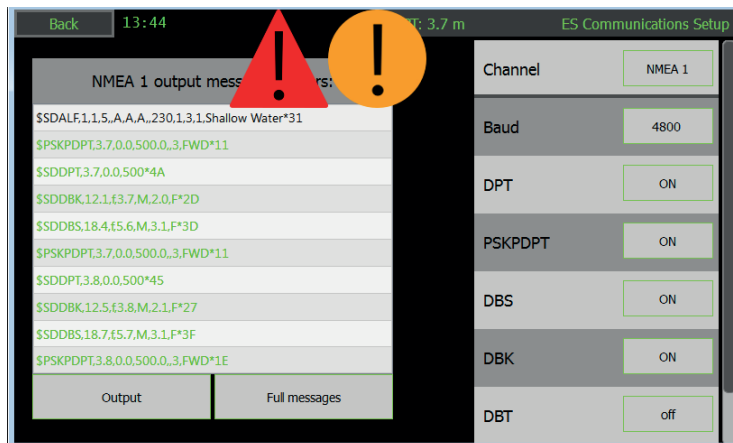 Back 13:44 : 3.7 m ES Communications Setup
NMEA 1 output mess rs:
$SDALF,1,1,5,,A,A,A,,230,1,3,1,Shallow Water*31
$PSKPDPT,3.7,0.0,500.0,,3,FWD*11
$SDDPT,3.7,0.0,500*4A
$SDDBK,12.1,f,3.7,M,2.0,F*2D
$SDDBS,18.4,f,5.6,M,3.1,F*3D
$PSKPDPT,3.7,0.0,500.0,,3,FWD*11
$SDDPT,3.8,0.0,500*45
$SDDBK,12.5,f,3.8,M,2.1,F*27
$SDDBS,18.7,f,5.7,M,3.1,F*3F
$PSKPDPT,3.8,0.0,500.0,,3,FWD*1E
Output Full messages
Channel NMEA 1
Baud 4800
DPT ON
PSKPDPT ON
DBS ON
DBK ON
DBT off